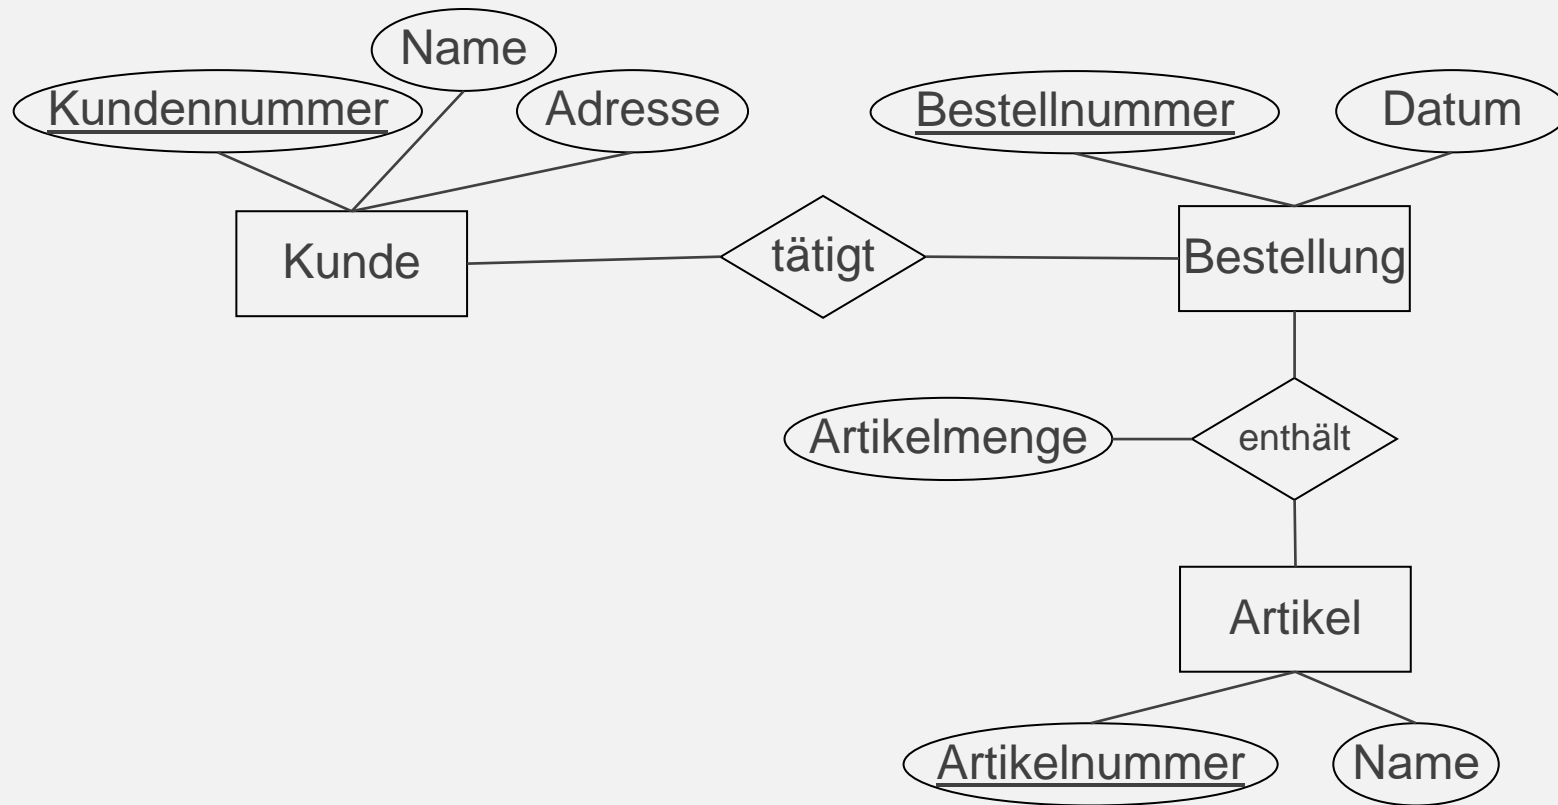 Name
Kundennummer
Adresse
Bestellnummer
Datum
Kunde
tätigt
Bestellung
Artikelmenge
enthält
Artikel
Artikelnummer
Name